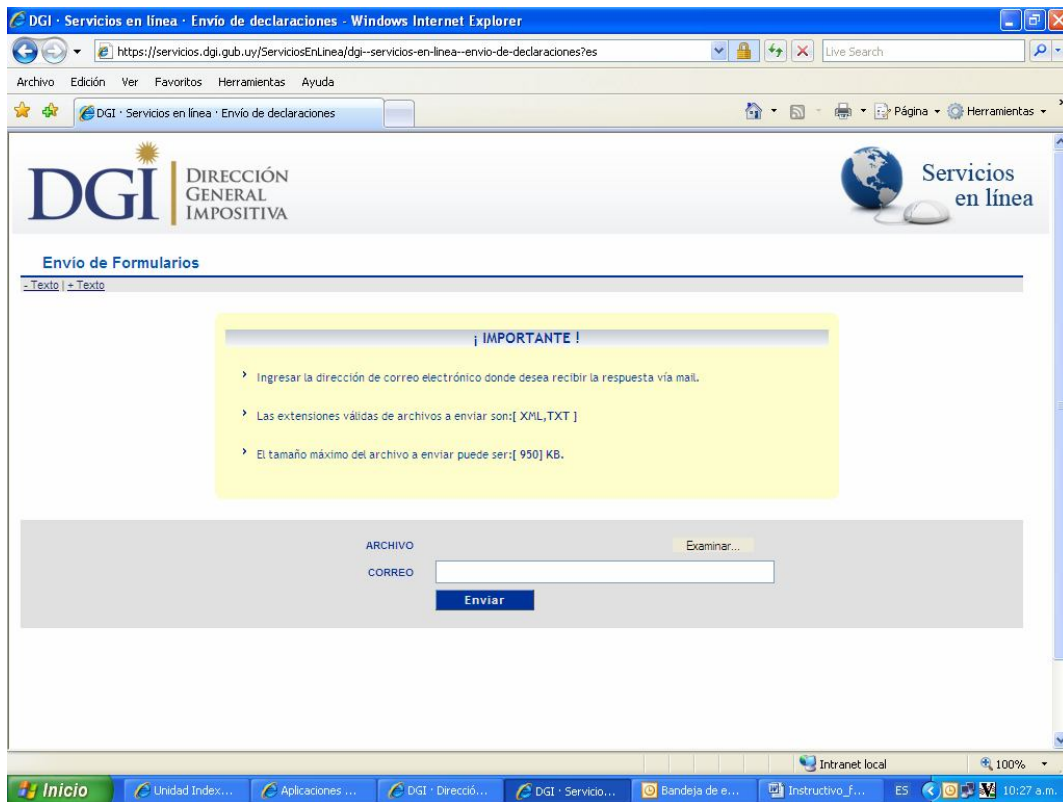 DGI · Servicios en línea · Envío de declaraciones - Windows Internet Explorer
https://servicios.dgi.gub.uy/ServiciosEnLinea/dgi--servicios-en-linea--envio-de-declaraciones?es
Live Search
Archivo Edición Ver Favoritos Herramientas Ayuda
DGI · Servicios en línea · Envío de declaraciones
Página
Herramientas
DGI
DIRECCIÓN
GENERAL
IMPOSITIVA
Servicios
en línea
Envío de Formularios
- Texto | + Texto
¡ IMPORTANTE !
Ingresar la dirección de correo electrónico donde desea recibir la respuesta vía mail.
Las extensiones válidas de archivos a enviar son:[ XML,TXT ]
El tamaño máximo del archivo a enviar puede ser:[ 950] KB.
ARCHIVO
Examinar...
CORREO
Enviar
Intranet local
100%
Inicio
Unidad Index...
Aplicaciones ...
DGI · Direcció...
DGI · Servicio...
Bandeja de e...
Instructivo_f...
ES
10:27 a.m.